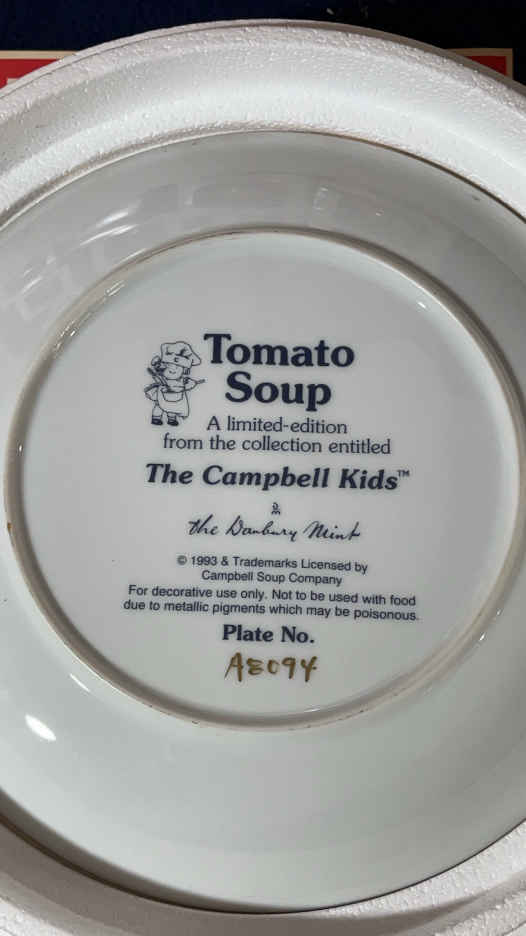 Tomato
Soup
A limited-edition
from the collection entitled
The Campbell Kids™
DM
the Danbury Mint
© 1993 & Trademarks Licensed by
Campbell Soup Company
For decorative use only. Not to be used with food
due to metallic pigments which may be poisonous.
Plate No.
A8094